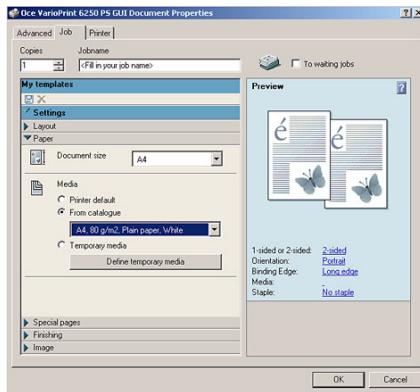 Oce VarioPrint 6250 PS GUI Document Properties
Advanced Job Printer
Copies Jobname
1 <Fill in your job name> To waiting jobs
My templates
Settings
Layout
Paper
Document size A4
Media
Printer default
From catalogue
A4, 80 g/m2, Plain paper, White
Temporary media
Define temporary media
Special pages
Finishing
Image
Preview
é é
1-sided or 2-sided: 2-sided
Orientation: Portrait
Binding Edge: Long edge
Media: -
Staple: No staple
OK Cancel